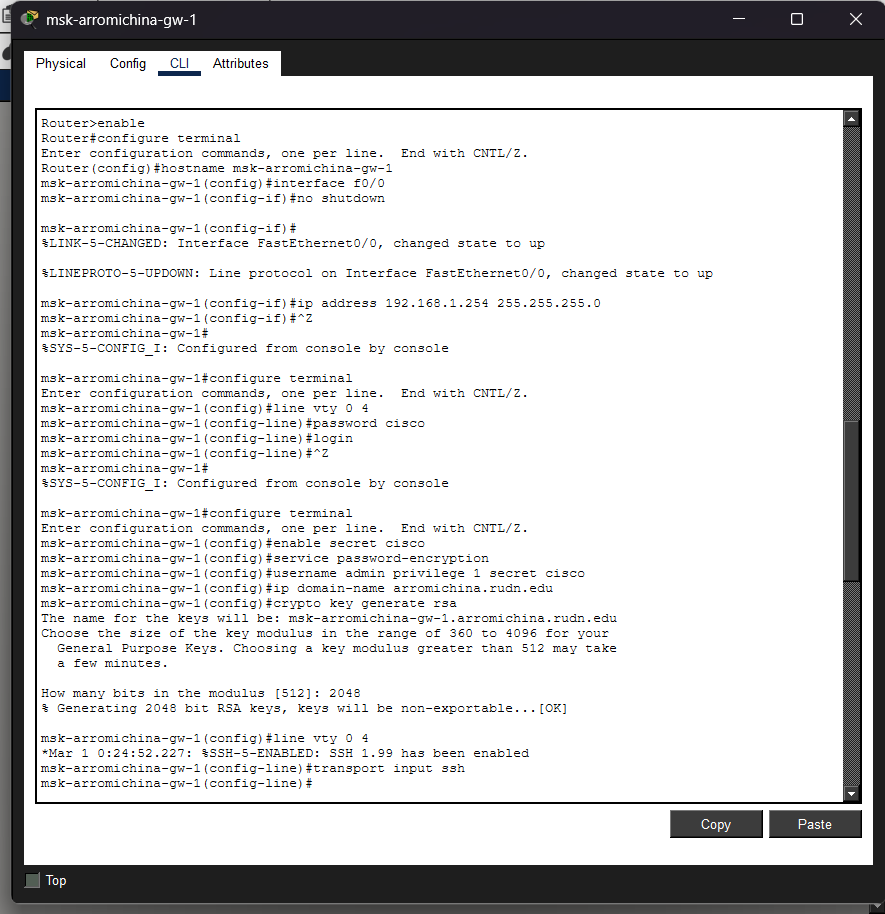 msk-arromichina-gw-1
Physical Config CLI Attributes
Router>enable
Router#configure terminal
Enter configuration commands, one per line.  End with CNTL/Z.
Router(config)#hostname msk-arromichina-gw-1
msk-arromichina-gw-1(config)#interface f0/0
msk-arromichina-gw-1(config-if)#no shutdown
msk-arromichina-gw-1(config-if)#
%LINK-5-CHANGED: Interface FastEthernet0/0, changed state to up
%LINEPROTO-5-UPDOWN: Line protocol on Interface FastEthernet0/0, changed state to up
msk-arromichina-gw-1(config-if)#ip address 192.168.1.254 255.255.255.0
msk-arromichina-gw-1(config-if)#^Z
msk-arromichina-gw-1#
%SYS-5-CONFIG_I: Configured from console by console
msk-arromichina-gw-1#configure terminal
Enter configuration commands, one per line.  End with CNTL/Z.
msk-arromichina-gw-1(config)#line vty 0 4
msk-arromichina-gw-1(config-line)#password cisco
msk-arromichina-gw-1(config-line)#login
msk-arromichina-gw-1(config-line)#^Z
msk-arromichina-gw-1#
%SYS-5-CONFIG_I: Configured from console by console
msk-arromichina-gw-1#configure terminal
Enter configuration commands, one per line.  End with CNTL/Z.
msk-arromichina-gw-1(config)#enable secret cisco
msk-arromichina-gw-1(config)#service password-encryption
msk-arromichina-gw-1(config)#username admin privilege 1 secret cisco
msk-arromichina-gw-1(config)#ip domain-name arromichina.rudn.edu
msk-arromichina-gw-1(config)#crypto key generate rsa
The name for the keys will be: msk-arromichina-gw-1.arromichina.rudn.edu
Choose the size of the key modulus in the range of 360 to 4096 for your
  General Purpose Keys. Choosing a key modulus greater than 512 may take
  a few minutes.
How many bits in the modulus [512]: 2048
% Generating 2048 bit RSA keys, keys will be non-exportable...[OK]
msk-arromichina-gw-1(config)#line vty 0 4
*Mar 1 0:24:52.227: %SSH-5-ENABLED: SSH 1.99 has been enabled
msk-arromichina-gw-1(config-line)#transport input ssh
msk-arromichina-gw-1(config-line)#
Copy Paste
Top